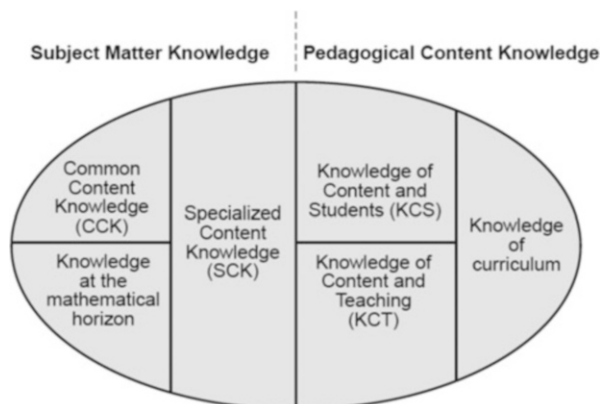 Subject Matter Knowledge
Pedagogical Content Knowledge
Common
Content
Knowledge
(CCK)
Knowledge
at the
mathematical
horizon
Specialized
Content
Knowledge
(SCK)
Knowledge of
Content and
Students (KCS)
Knowledge of
Content and
Teaching
(KCT)
Knowledge
of
curriculum